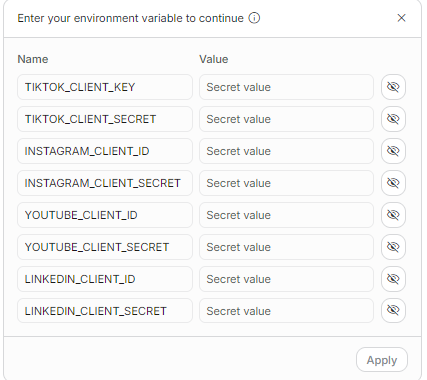 Enter your environment variable to continue
Name Value
TIKTOK_CLIENT_KEY Secret value
TIKTOK_CLIENT_SECRET Secret value
INSTAGRAM_CLIENT_ID Secret value
INSTAGRAM_CLIENT_SECRET Secret value
YOUTUBE_CLIENT_ID Secret value
YOUTUBE_CLIENT_SECRET Secret value
LINKEDIN_CLIENT_ID Secret value
LINKEDIN_CLIENT_SECRET Secret value
Apply